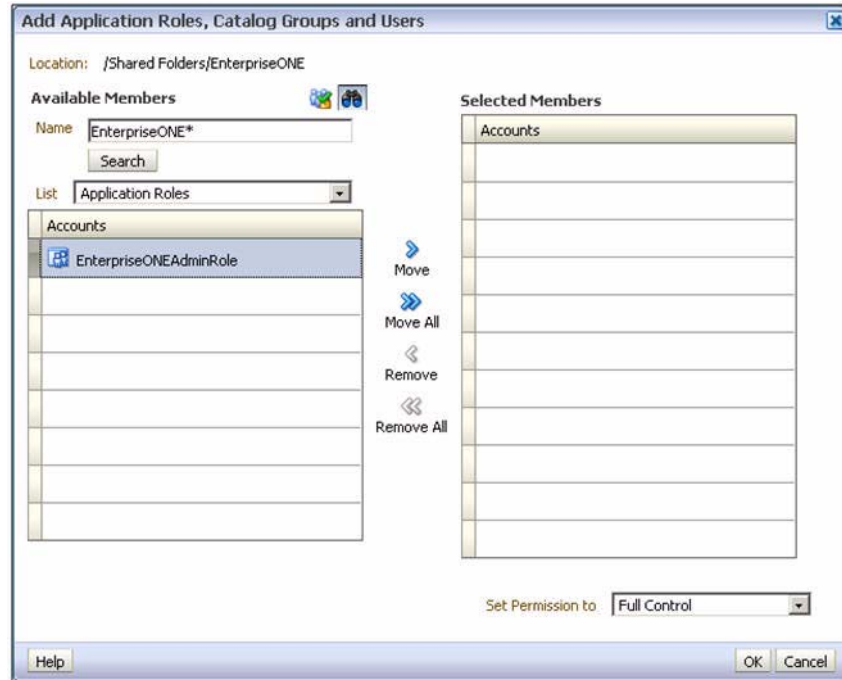 Add Application Roles, Catalog Groups and Users
Location: /Shared Folders/EnterpriseONE
Available Members
Name EnterpriseONE*
Search
List Application Roles
Accounts
EnterpriseONEAdminRole
Move
Move All
Remove
Remove All
Selected Members
Accounts
Set Permission to Full Control
Help OK Cancel